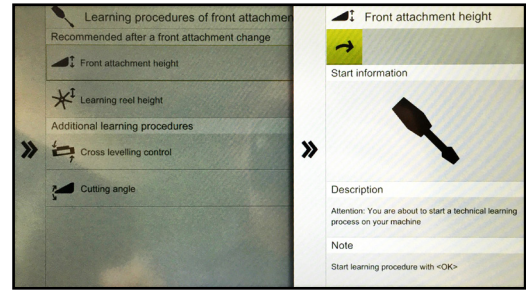 Learning procedures of front attachmen
Recommended after a front attachment change
Front attachment height
Learning reel height
Additional learning procedures
Cross levelling control
Cutting angle
Front attachment height
Start information
Description
Attention: You are about to start a technical learning
process on your machine
Note
Start learning procedure with <OK>